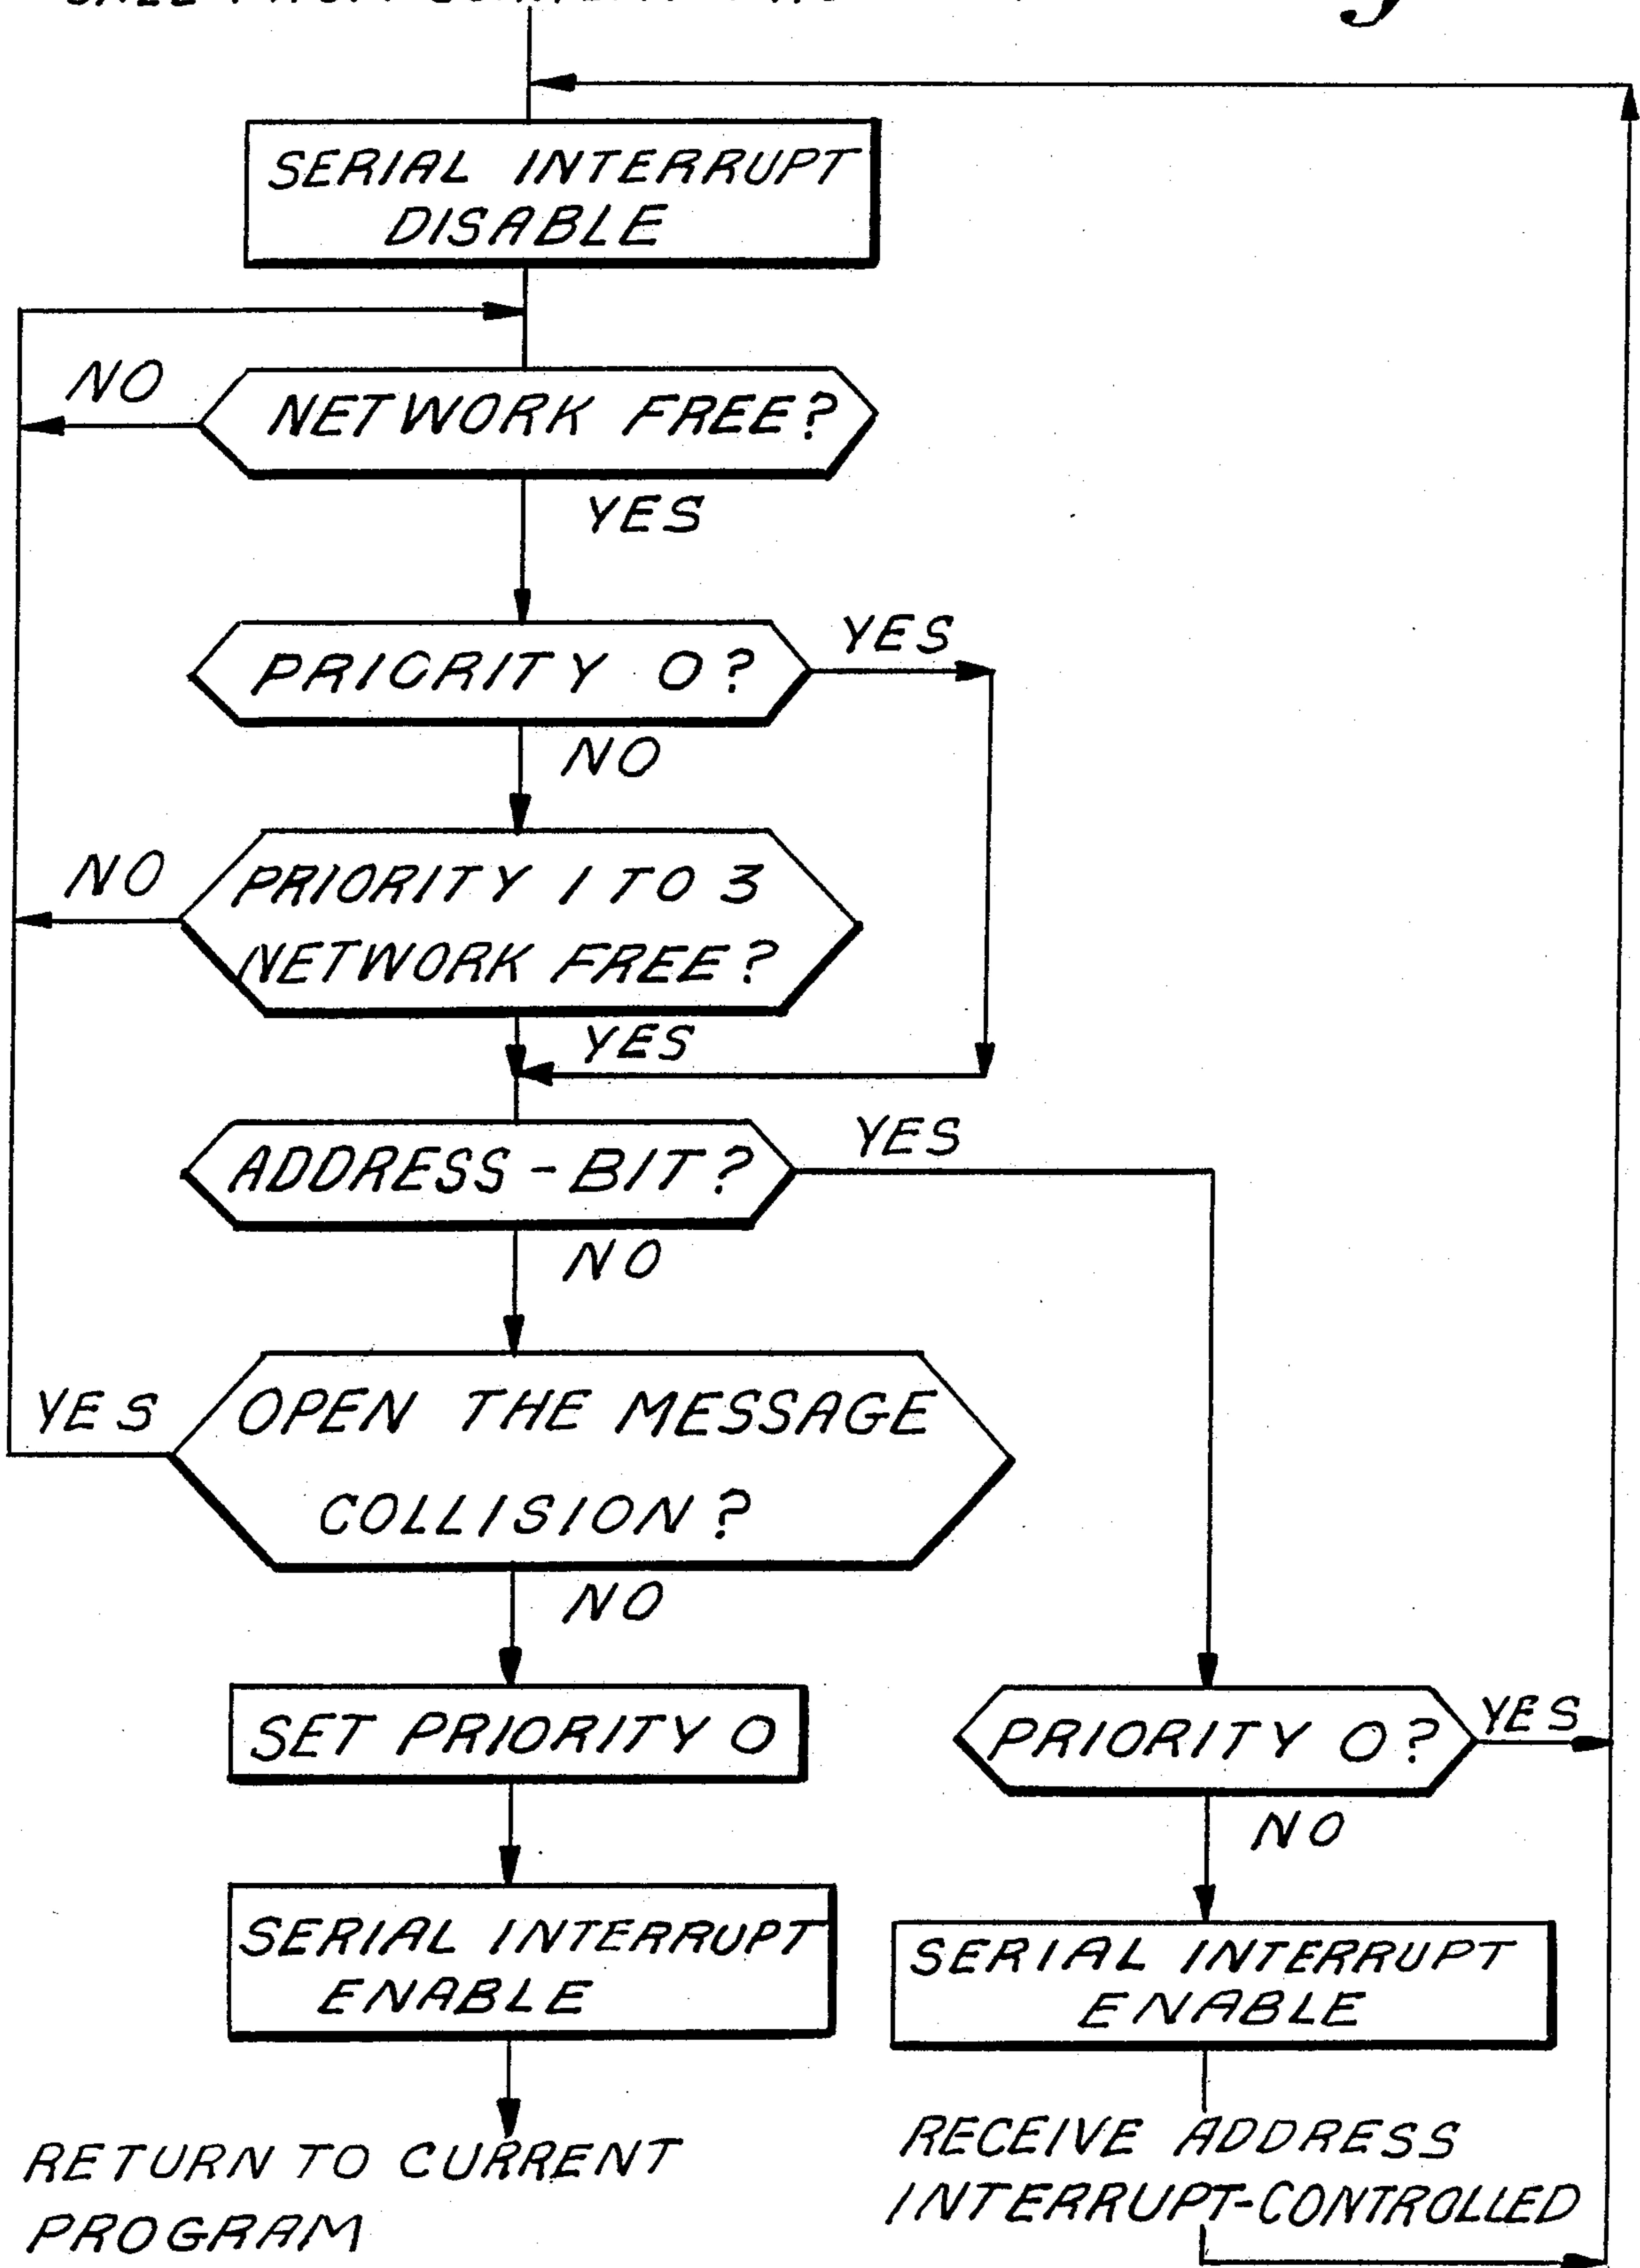 SERIAL INTERRUPT
DISABLE
NO
NETWORK FREE?
YES
YES
PRIORITY 0?
NO
NO
PRIORITY 1 TO 3
NETWORK FREE?
YES
YES
ADDRESS-BIT?
NO
YES
OPEN THE MESSAGE
COLLISION?
NO
SET PRIORITY 0
PRIORITY 0?
YES
NO
SERIAL INTERRUPT
ENABLE
SERIAL INTERRUPT
ENABLE
RETURN TO CURRENT
PROGRAM
RECEIVE ADDRESS
INTERRUPT-CONTROLLED